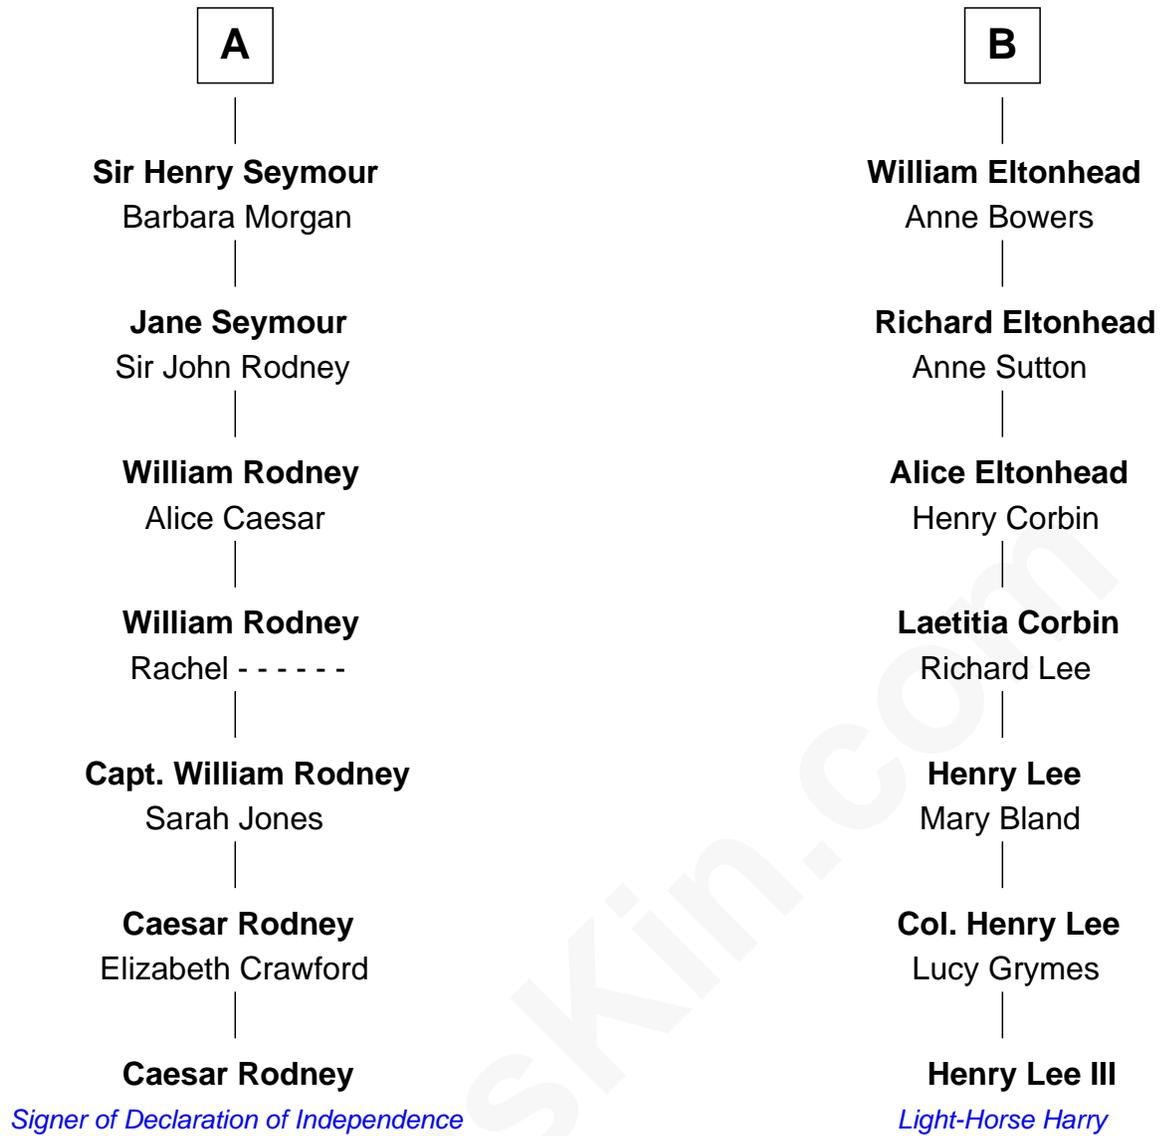 A
Sir Henry Seymour
Barbara Morgan
Jane Seymour
Sir John Rodney
William Rodney
Alice Caesar
William Rodney
Rachel - - - - - -
Capt. William Rodney
Sarah Jones
Caesar Rodney
Elizabeth Crawford
Caesar Rodney
Signer of Declaration of Independence
B
William Eltonhead
Anne Bowers
Richard Eltonhead
Anne Sutton
Alice Eltonhead
Henry Corbin
Laetitia Corbin
Richard Lee
Henry Lee
Mary Bland
Col. Henry Lee
Lucy Grymes
Henry Lee III
Light-Horse Harry
sKin.com